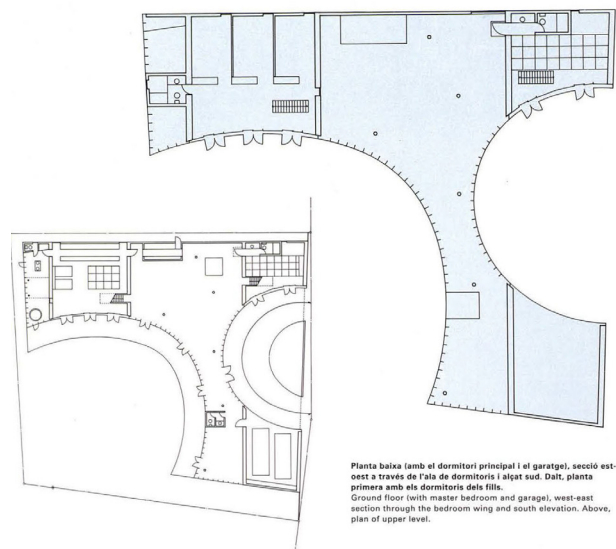 Planta baixa (amb el dormitori principal i el garatge), secció est-
oest a través de l'ala de dormitoris i alçat sud. Dalt, planta
primera amb els dormitoris dels fills.
Ground floor (with master bedroom and garage), west-east
section through the bedroom wing and south elevation. Above,
plan of upper level.